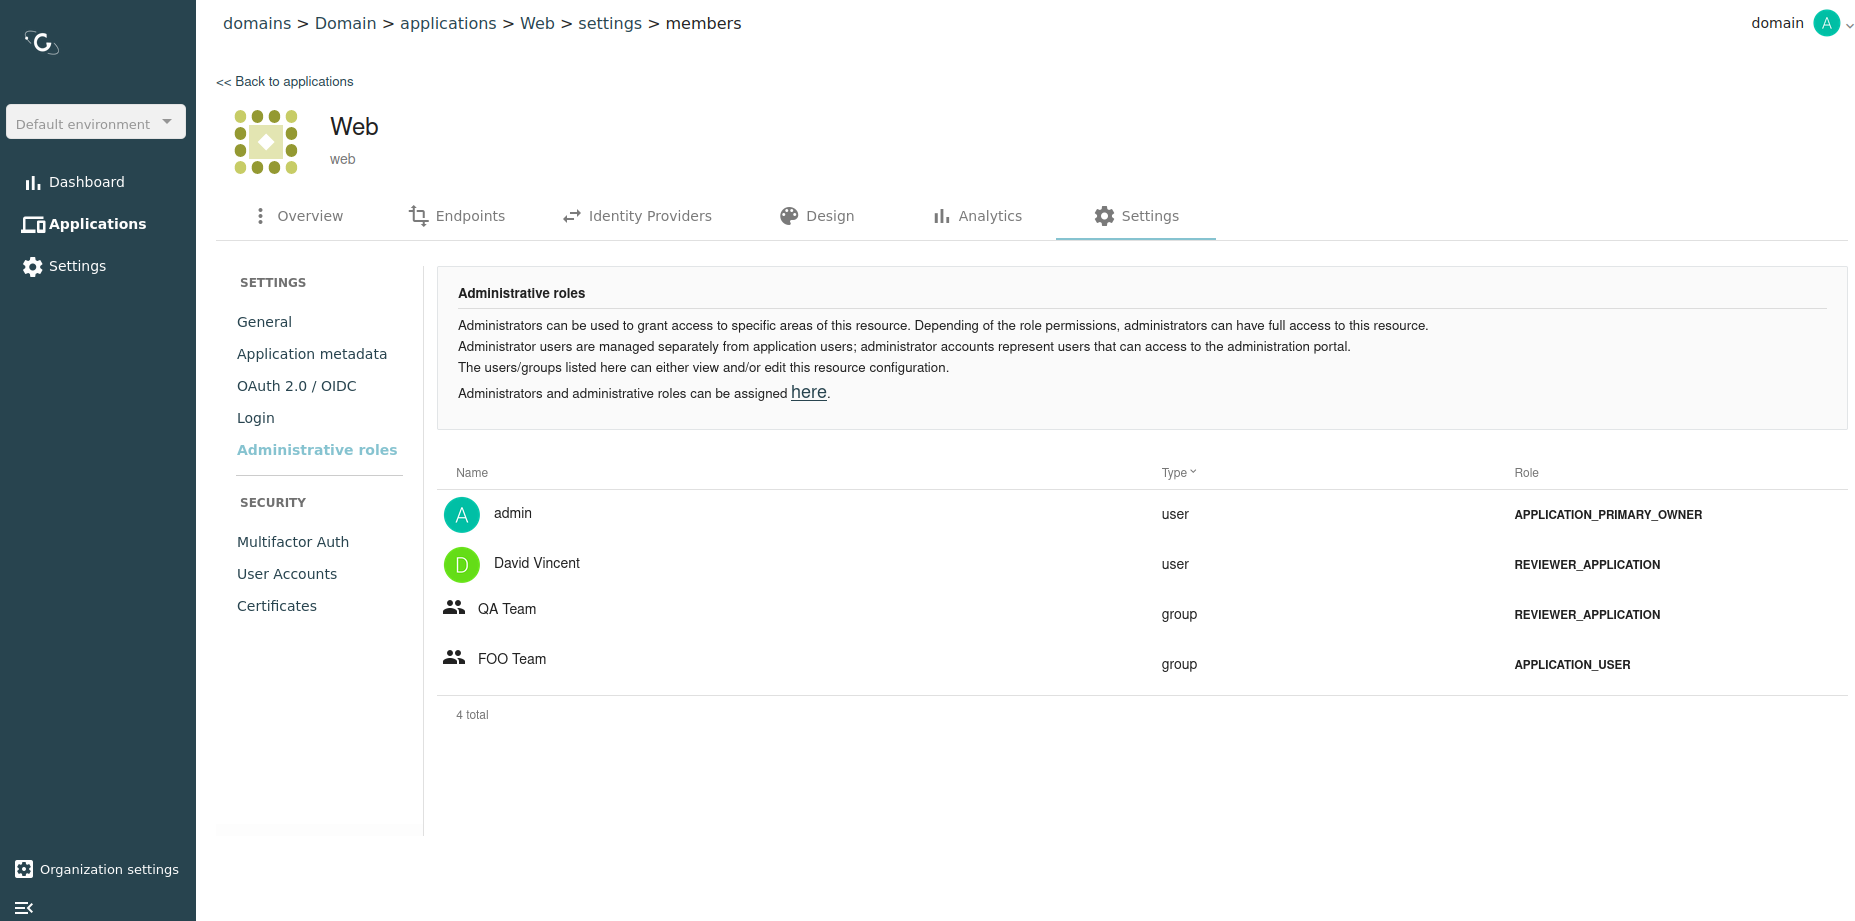 domains > Domain > applications > Web > settings > members
domain A
Default environment
Dashboard
Applications
Settings
Organization settings
<< Back to applications
Web
web
Overview
Endpoints
Identity Providers
Design
Analytics
Settings
SETTINGS
General
Application metadata
OAuth 2.0 / OIDC
Login
Administrative roles
SECURITY
Multifactor Auth
User Accounts
Certificates
Administrative roles
Administrators can be used to grant access to specific areas of this resource. Depending of the role permissions, administrators can have full access to this resource.
Administrator users are managed separately from application users; administrator accounts represent users that can access to the administration portal.
The users/groups listed here can either view and/or edit this resource configuration.
Administrators and administrative roles can be assigned here.
Name Type Role
A admin user APPLICATION_PRIMARY_OWNER
D David Vincent user REVIEWER_APPLICATION
QA Team group REVIEWER_APPLICATION
FOO Team group APPLICATION_USER
4 total